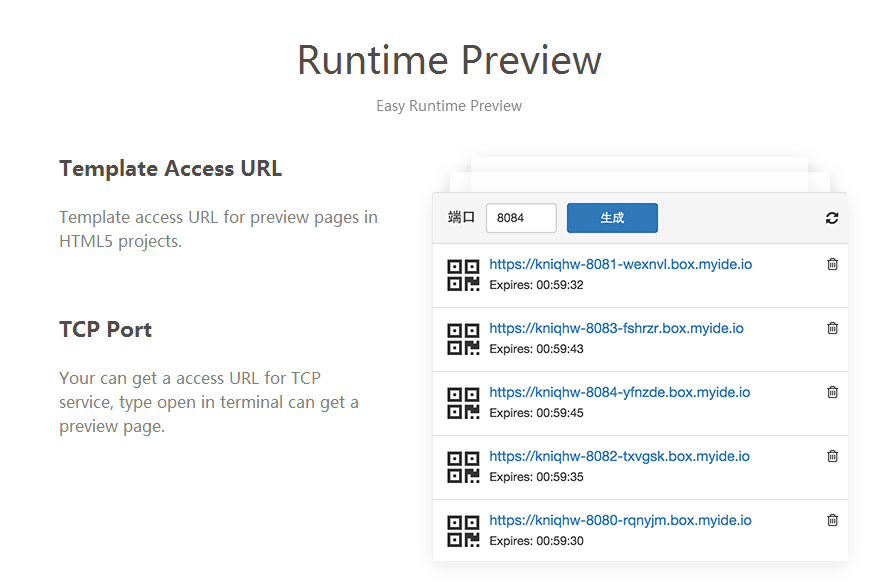 Runtime Preview
Easy Runtime Preview
Template Access URL
Template access URL for preview pages in
HTML5 projects.
TCP Port
Your can get a access URL for TCP
service, type open in terminal can get a
preview page.
端口 8084 生成
https://kniqhw-8081-wexnvl.box.myide.io
Expires: 00:59:32
https://kniqhw-8083-fshrzr.box.myide.io
Expires: 00:59:43
https://kniqhw-8084-yfnzde.box.myide.io
Expires: 00:59:45
https://kniqhw-8082-txvgsk.box.myide.io
Expires: 00:59:35
https://kniqhw-8080-rqnyjm.box.myide.io
Expires: 00:59:30